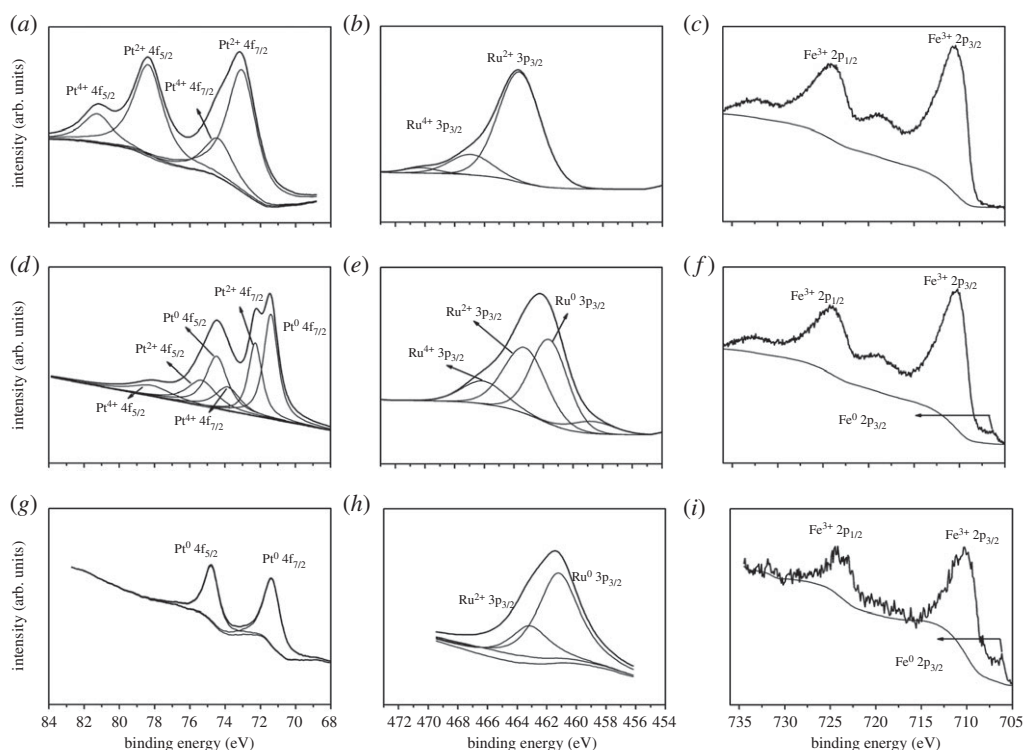 (a)
Pt2+ 4f5/2
Pt2+ 4f7/2
Pt4+ 4f5/2
Pt4+ 4f7/2
intensity (arb. units)
(b)
Ru2+ 3p3/2
Ru4+ 3p3/2
(c)
Fe3+ 2p1/2
Fe3+ 2p3/2
(d)
Pt2+ 4f7/2
Pt0 4f5/2
Pt0 4f7/2
Pt2+ 4f5/2
Pt4+ 4f5/2
Pt4+ 4f7/2
intensity (arb. units)
(e)
Ru2+ 3p3/2
Ru0 3p3/2
Ru4+ 3p3/2
(f)
Fe3+ 2p1/2
Fe3+ 2p3/2
Fe0 2p3/2
(g)
Pt0 4f5/2
Pt0 4f7/2
intensity (arb. units)
84 82 80 78 76 74 72 70 68
binding energy (eV)
(h)
Ru0 3p3/2
Ru2+ 3p3/2
472 470 468 466 464 462 460 458 456 454
binding energy (eV)
(i)
Fe3+ 2p1/2
Fe3+ 2p3/2
Fe0 2p3/2
735 730 725 720 715 710 705
binding energy (eV)